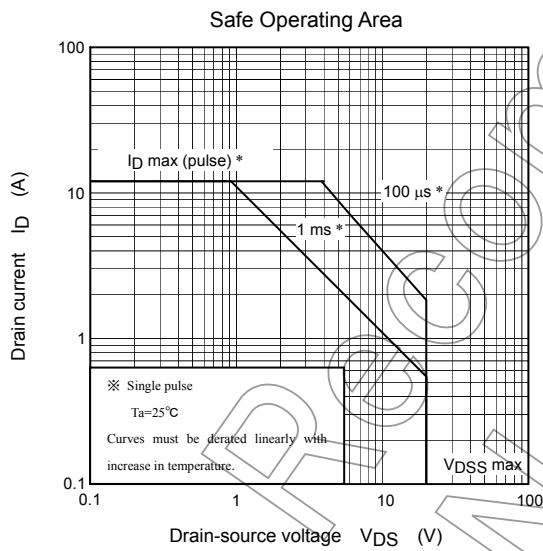 Safe Operating Area
100
10
1
0.1
Drain current ID (A)
ID max (pulse) *
100 μs *
1 ms *
※ Single pulse
Ta=25℃
Curves must be derated linearly with
increase in temperature.
VDSS max
0.1 1 10 100
Drain-source voltage VDS (V)